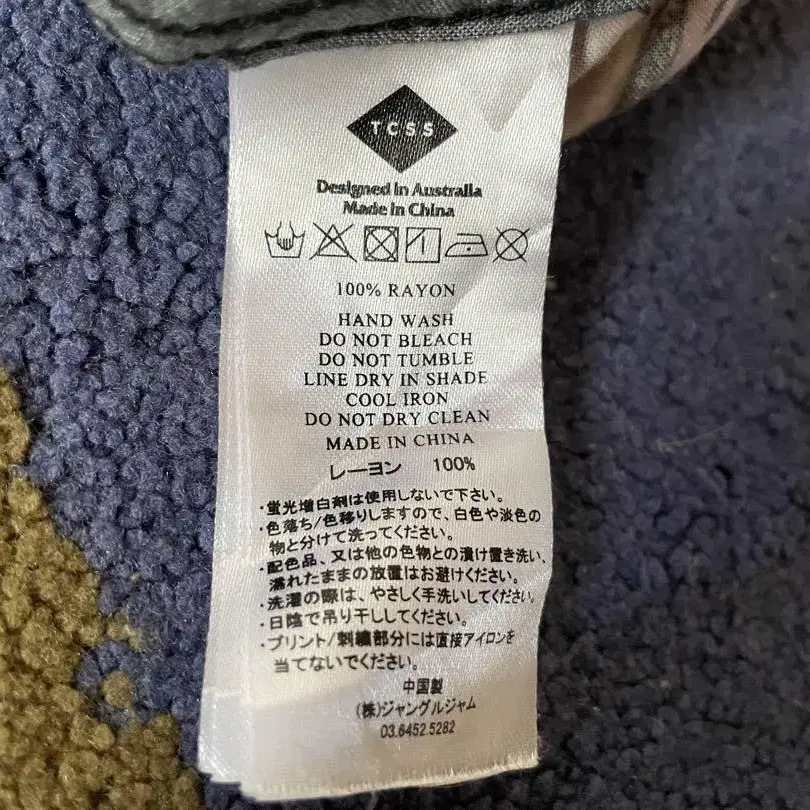 TCSS
Designed in Australia
Made in China
100% RAYON
HAND WASH
DO NOT BLEACH
DO NOT TUMBLE
LINE DRY IN SHADE
COOL IRON
DO NOT DRY CLEAN
MADE IN CHINA
レーヨン 100%
・蛍光増白剤は使用しないで下さい。
・色落ち/色移りしますので、白色や淡色の
物と分けて洗ってください。
・配色品、又は他の色物との漬け置き洗い、
濡れたままの放置はお避けください。
・洗濯の際は、やさしく手洗いしてください。
・日陰で吊り干ししてください。
・プリント/刺繍部分には直接アイロンを
当てないでください。
中国製
(株)ジャングルジャム
03.6452.5282